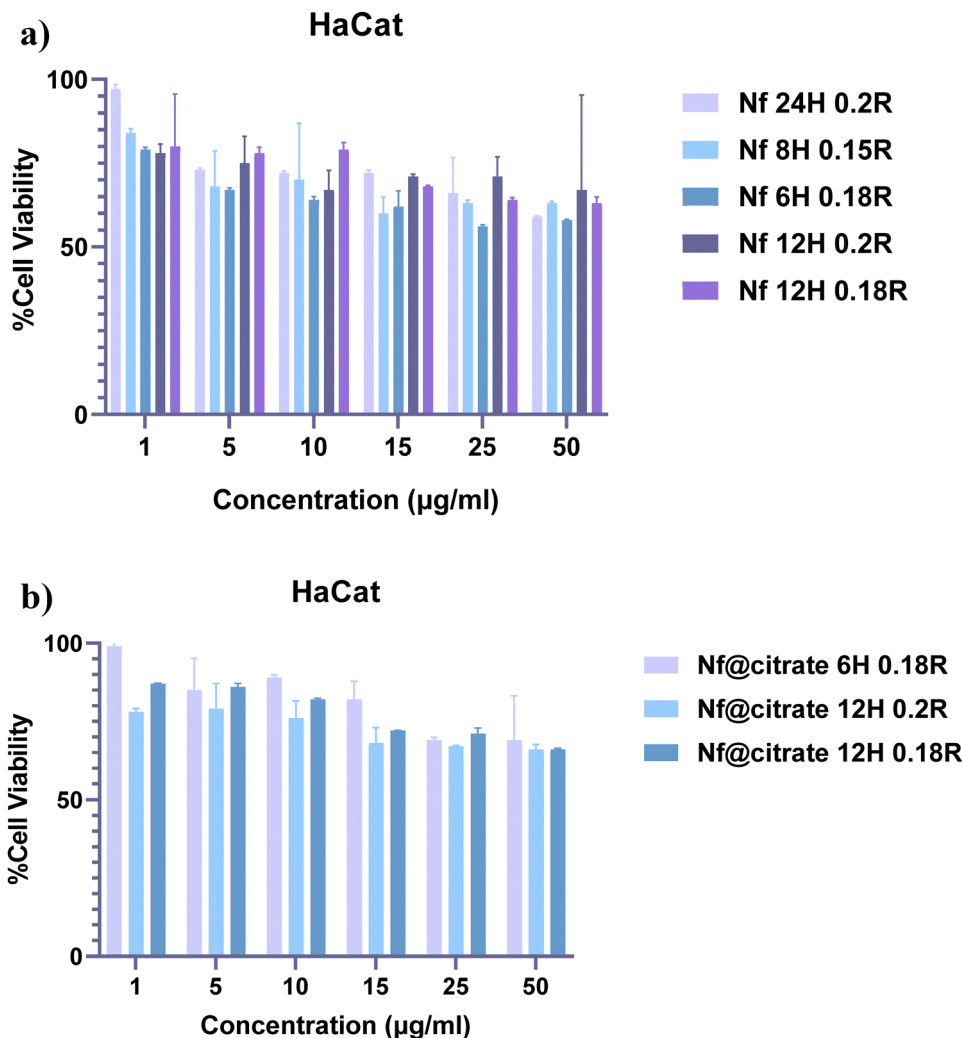 a)
HaCat
%Cell Viability
100
50
0
1 5 10 15 25 50
Concentration (μg/ml)
Nf 24H 0.2R
Nf 8H 0.15R
Nf 6H 0.18R
Nf 12H 0.2R
Nf 12H 0.18R
b)
HaCat
%Cell Viability
100
50
0
1 5 10 15 25 50
Concentration (μg/ml)
Nf@citrate 6H 0.18R
Nf@citrate 12H 0.2R
Nf@citrate 12H 0.18R